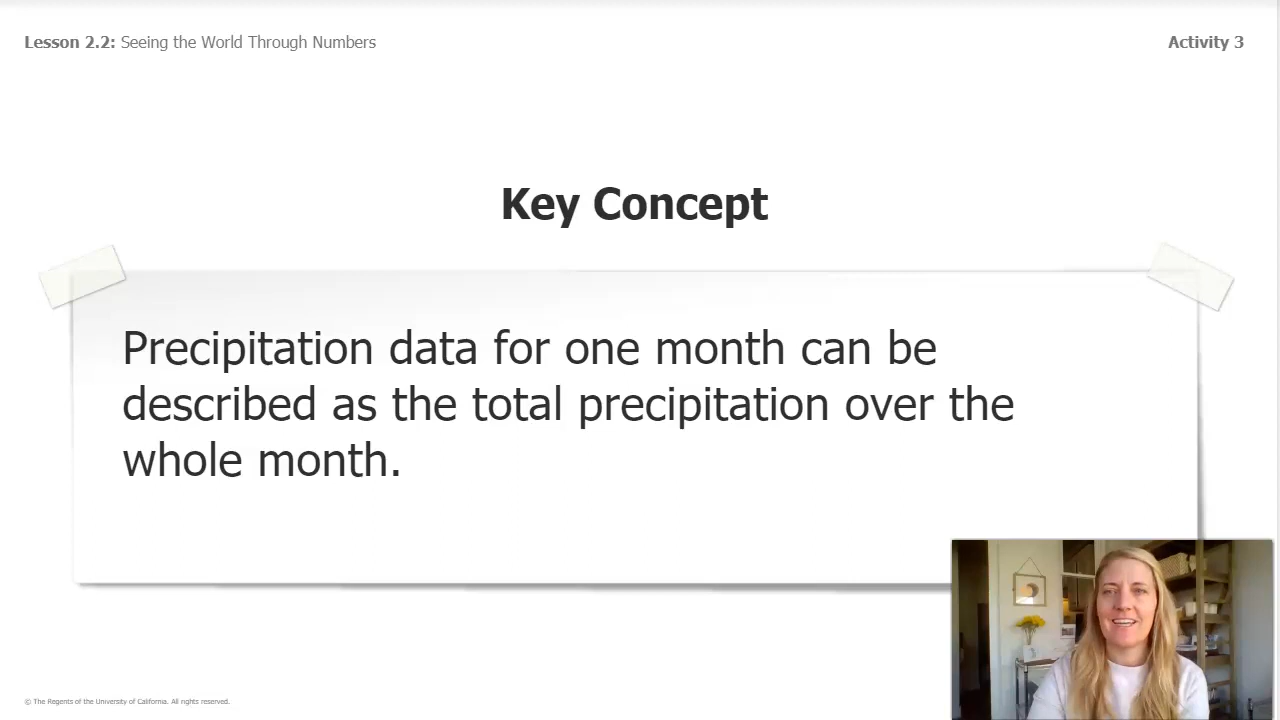 Lesson 2.2: Seeing the World Through Numbers
Activity 3
Key Concept
Precipitation data for one month can be
described as the total precipitation over the
whole month.
© The Regents of the University of California. All rights reserved.